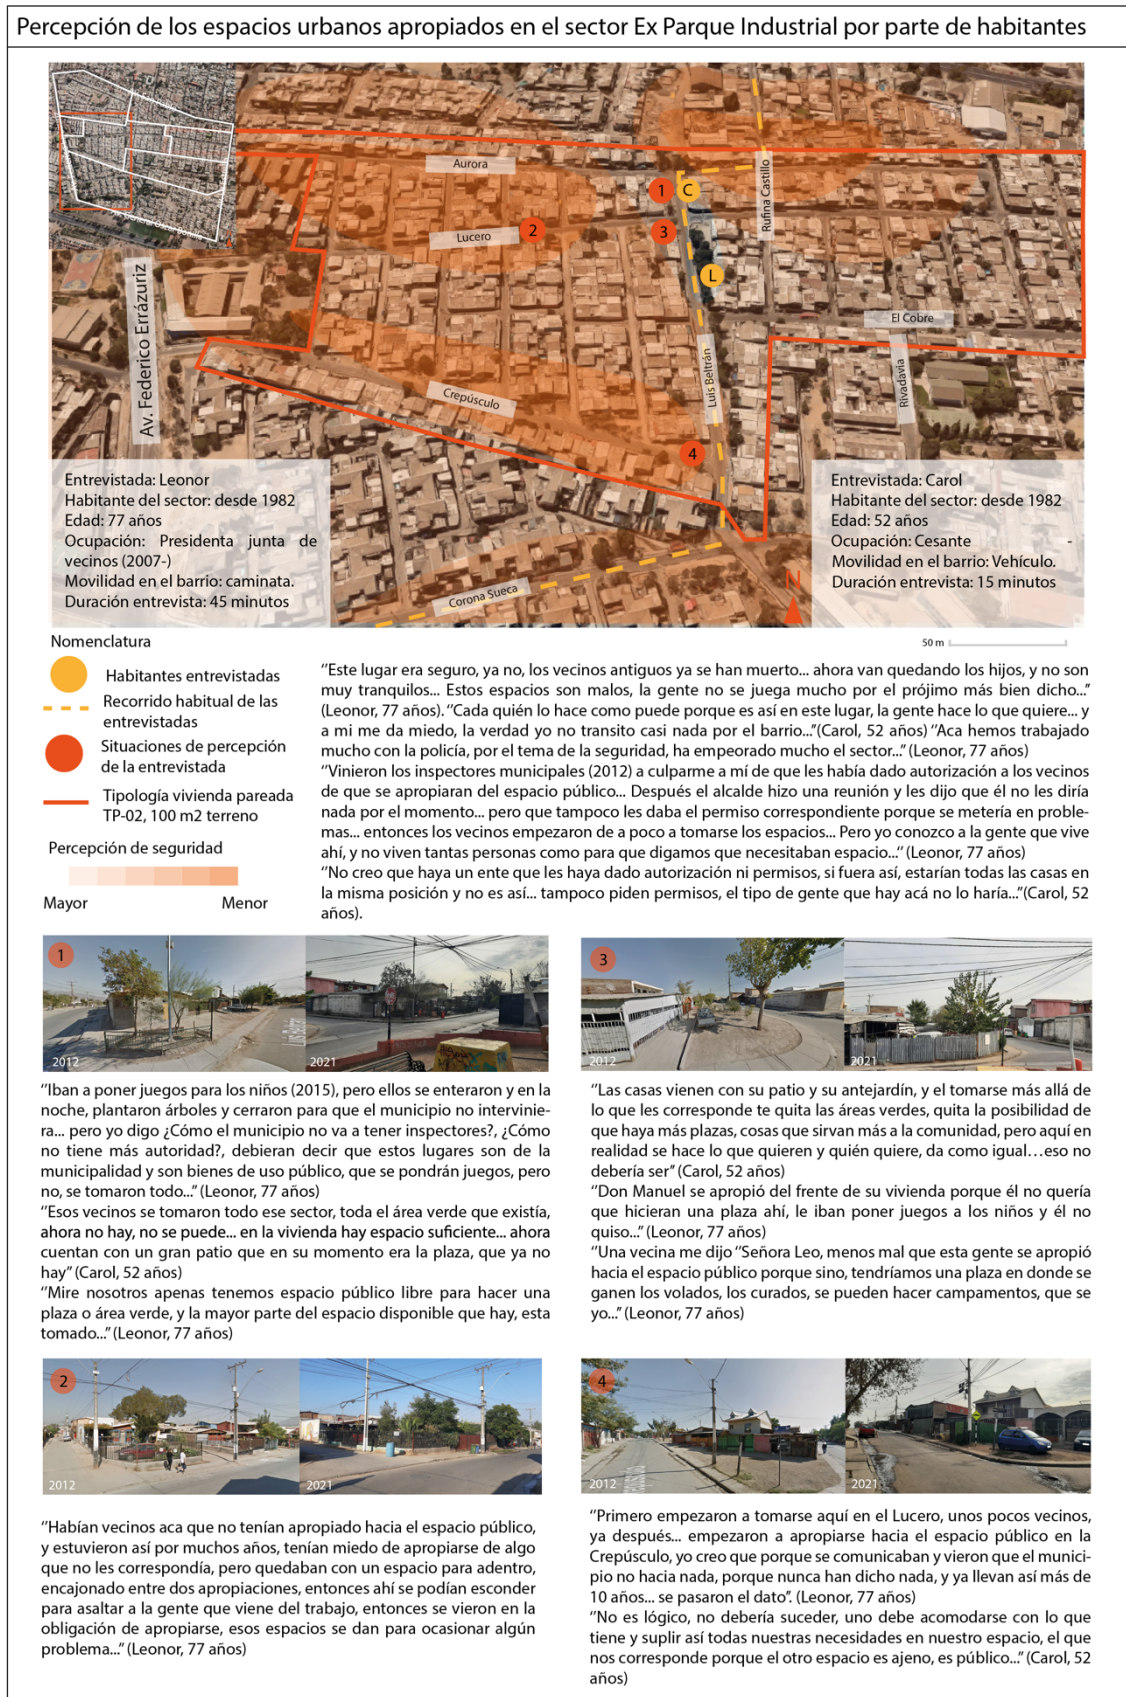 Percepción de los espacios urbanos apropiados en el sector Ex Parque Industrial por parte de habitantes
Aurora
Rufina Castillo
1
C
2
Lucero
3
L
Av. Federico Errázuriz
El Cobre
Luis Beltrán
Rivadavia
Crepúsculo
4
Entrevistada: Leonor
Habitante del sector: desde 1982
Edad: 77 años
Ocupación: Presidenta junta de
vecinos (2007-)
Movilidad en el barrio: caminata.
Duración entrevista: 45 minutos
Entrevistada: Carol
Habitante del sector: desde 1982
Edad: 52 años
Ocupación: Cesante -
Movilidad en el barrio: Vehículo.
Duración entrevista: 15 minutos
Corona Sueca
N
50 m
Nomenclatura
Habitantes entrevistadas
Recorrido habitual de las
entrevistadas
Situaciones de percepción
de la entrevistada
Tipología vivienda pareada
TP-02, 100 m2 terreno
Percepción de seguridad
Mayor Menor
“Este lugar era seguro, ya no, los vecinos antiguos ya se han muerto... ahora van quedando los hijos, y no son
muy tranquilos... Estos espacios son malos, la gente no se juega mucho por el prójimo más bien dicho...”
(Leonor, 77 años). “Cada quién lo hace como puede porque es así en este lugar, la gente hace lo que quiere... y
a mi me da miedo, la verdad yo no transito casi nada por el barrio...”(Carol, 52 años) “Aca hemos trabajado
mucho con la policía, por el tema de la seguridad, ha empeorado mucho el sector...” (Leonor, 77 años)
“Vinieron los inspectores municipales (2012) a culparme a mí de que les había dado autorización a los vecinos
de que se apropiaran del espacio público... Después el alcalde hizo una reunión y les dijo que él no les diría
nada por el momento... pero que tampoco les daba el permiso correspondiente porque se metería en proble-
mas... entonces los vecinos empezaron de a poco a tomarse los espacios... Pero yo conozco a la gente que vive
ahí, y no viven tantas personas como para que digamos que necesitaban espacio...” (Leonor, 77 años)
“No creo que haya un ente que les haya dado autorización ni permisos, si fuera así, estarían todas las casas en
la misma posición y no es así... tampoco piden permisos, el tipo de gente que hay acá no lo haría...”(Carol, 52
años).
1
2012
2021
“Iban a poner juegos para los niños (2015), pero ellos se enteraron y en la
noche, plantaron árboles y cerraron para que el municipio no intervinie-
ra... pero yo digo ¿Cómo el municipio no va a tener inspectores?, ¿Cómo
no tiene más autoridad?, debieran decir que estos lugares son de la
municipalidad y son bienes de uso público, que se pondrán juegos, pero
no, se tomaron todo...” (Leonor, 77 años)
“Esos vecinos se tomaron todo ese sector, toda el área verde que existía,
ahora no hay, no se puede... en la vivienda hay espacio suficiente... ahora
cuentan con un gran patio que en su momento era la plaza, que ya no
hay” (Carol, 52 años)
“Mire nosotros apenas tenemos espacio público libre para hacer una
plaza o área verde, y la mayor parte del espacio disponible que hay, esta
tomado...” (Leonor, 77 años)
3
2012
2021
“Las casas vienen con su patio y su antejardín, y el tomarse más allá de
lo que les corresponde te quita las áreas verdes, quita la posibilidad de
que haya más plazas, cosas que sirvan más a la comunidad, pero aquí en
realidad se hace lo que quieren y quién quiere, da como igual…eso no
debería ser” (Carol, 52 años)
“Don Manuel se apropió del frente de su vivienda porque él no quería
que hicieran una plaza ahí, le iban poner juegos a los niños y él no
quiso...” (Leonor, 77 años)
“Una vecina me dijo “Señora Leo, menos mal que esta gente se apropió
hacia el espacio público porque sino, tendríamos una plaza en donde se
ganen los volados, los curados, se pueden hacer campamentos, que se
yo...” (Leonor, 77 años)
2
2012
2021
“Habían vecinos aca que no tenían apropiado hacia el espacio público,
y estuvieron así por muchos años, tenían miedo de apropiarse de algo
que no les correspondía, pero quedaban con un espacio para adentro,
encajonado entre dos apropiaciones, entonces ahí se podían esconder
para asaltar a la gente que viene del trabajo, entonces se vieron en la
obligación de apropiarse, esos espacios se dan para ocasionar algún
problema...” (Leonor, 77 años)
4
2012
2021
“Primero empezaron a tomarse aquí en el Lucero, unos pocos vecinos,
ya después... empezaron a apropiarse hacia el espacio público en la
Crepúsculo, yo creo que porque se comunicaban y vieron que el munici-
pio no hacia nada, porque nunca han dicho nada, y ya llevan así más de
10 años... se pasaron el dato”. (Leonor, 77 años)
“No es lógico, no debería suceder, uno debe acomodarse con lo que
tiene y suplir así todas nuestras necesidades en nuestro espacio, el que
nos corresponde porque el otro espacio es ajeno, es público...” (Carol, 52
años)